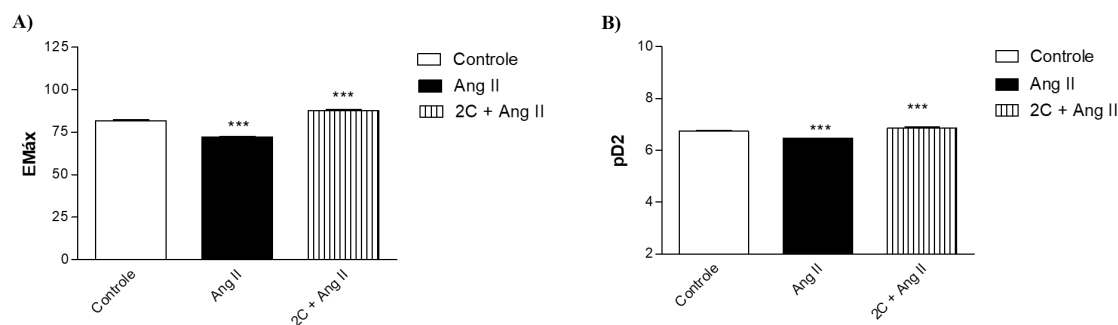 A)
EMáx
125
100
75
50
25
0
***
***
Controle
Ang II
2C + Ang II
Controle
Ang II
2C + Ang II
B)
pD2
10
8
6
4
2
***
***
Controle
Ang II
2C + Ang II
Controle
Ang II
2C + Ang II